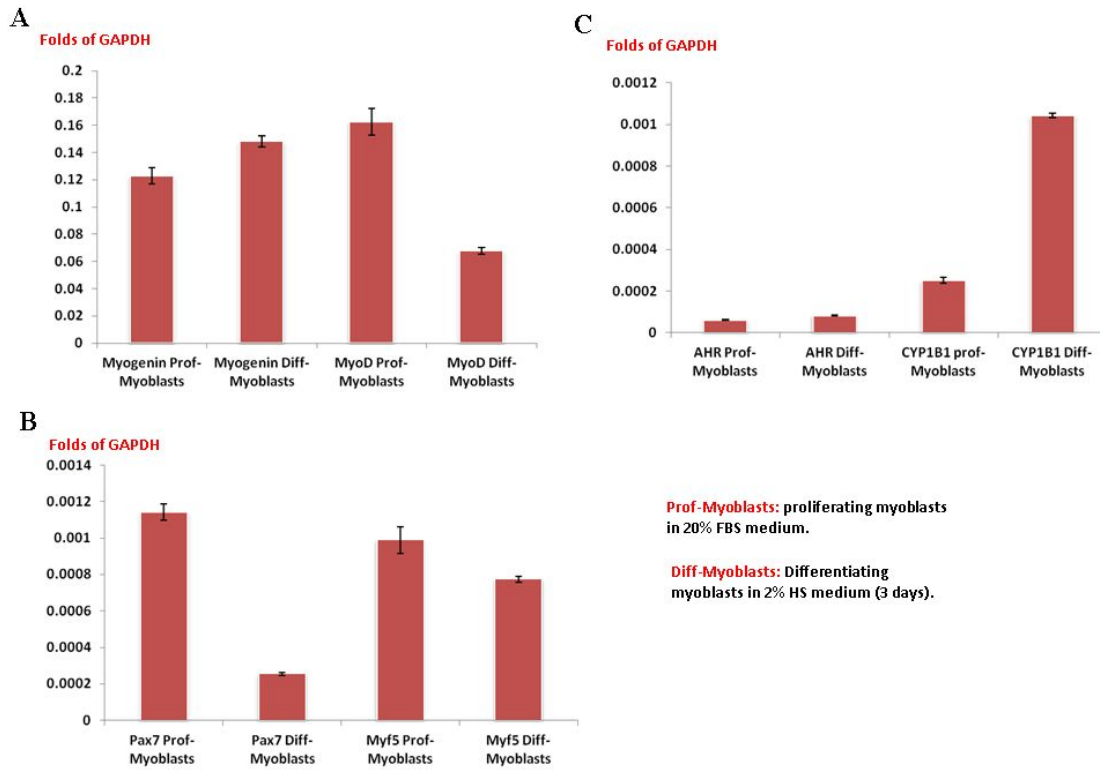 A
Folds of GAPDH
0.2
0.18
0.16
0.14
0.12
0.1
0.08
0.06
0.04
0.02
0
Myogenin Prof-
Myoblasts
Myogenin Diff-
Myoblasts
MyoD Prof-
Myoblasts
MyoD Diff-
Myoblasts
C
Folds of GAPDH
0.0012
0.001
0.0008
0.0006
0.0004
0.0002
0
AHR Prof-
Myoblasts
AHR Diff-
Myoblasts
CYP1B1 prof-
Myoblasts
CYP1B1 Diff-
Myoblasts
B
Folds of GAPDH
0.0014
0.0012
0.001
0.0008
0.0006
0.0004
0.0002
0
Pax7 Prof-
Myoblasts
Pax7 Diff-
Myoblasts
Myf5 Prof-
Myoblasts
Myf5 Diff-
Myoblasts
Prof-Myoblasts: proliferating myoblasts
in 20% FBS medium.
Diff-Myoblasts: Differentiating
myoblasts in 2% HS medium (3 days).